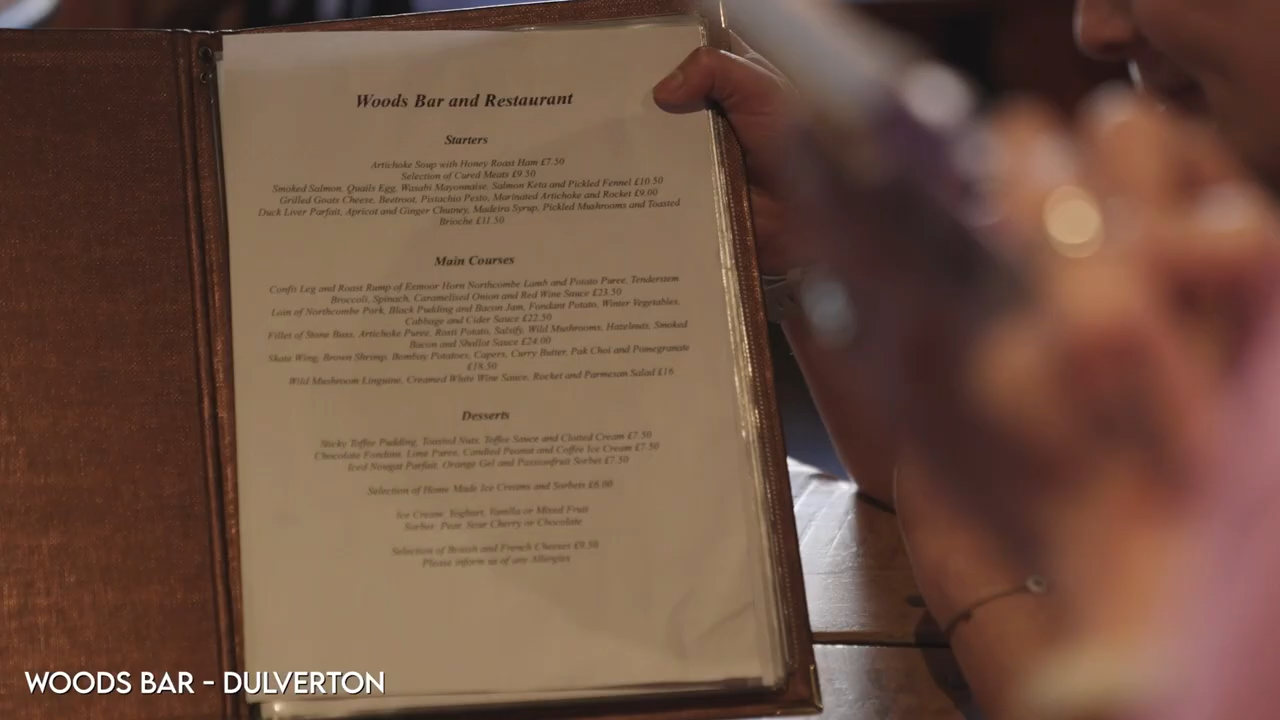 Woods Bar and Restaurant
Starters
Artichoke Soup with Honey Roast Ham £7.50
Selection of Cured Meats £9.50
Smoked Salmon, Quails Egg, Wasabi Mayonnaise, Salmon Keta and Pickled Fennel £10.50
Grilled Goats Cheese, Beetroot, Pistachio Pesto, Marinated Artichoke and Rocket £9.00
Duck Liver Parfait, Apricot and Ginger Chutney, Madeira Syrup, Pickled Mushrooms and Toasted
Brioche £11.50
Main Courses
Confit Leg and Roast Rump of Exmoor Horn Northcombe Lamb and Potato Puree, Tenderstem
Broccoli, Spinach, Caramelised Onion and Red Wine Sauce £23.50
Loin of Northcombe Pork, Black Pudding and Bacon Jam, Fondant Potato, Winter Vegetables,
Cabbage and Cider Sauce £22.50
Fillet of Stone Bass, Artichoke Puree, Rosti Potato, Salsify, Wild Mushrooms, Hazelnuts, Smoked
Bacon and Shallot Sauce £24.00
Skate Wing, Brown Shrimp, Bombay Potatoes, Capers, Curry Butter, Pak Choi and Pomegranate
£18.50
Wild Mushroom Linguine, Creamed White Wine Sauce, Rocket and Parmesan Salad £16
Desserts
Sticky Toffee Pudding, Toasted Nuts, Toffee Sauce and Clotted Cream £7.50
Chocolate Fondant, Lime Puree, Candied Peanut and Coffee Ice Cream £7.50
Iced Nougat Parfait, Orange Gel and Passionfruit Sorbet £7.50
Selection of Home Made Ice Creams and Sorbets £6.00
Ice Cream: Yoghurt, Vanilla or Mixed Fruit
Sorbet: Pear, Sour Cherry or Chocolate
Selection of British and French Cheeses £9.50
Please inform us of any Allergies
WOODS BAR - DULVERTON